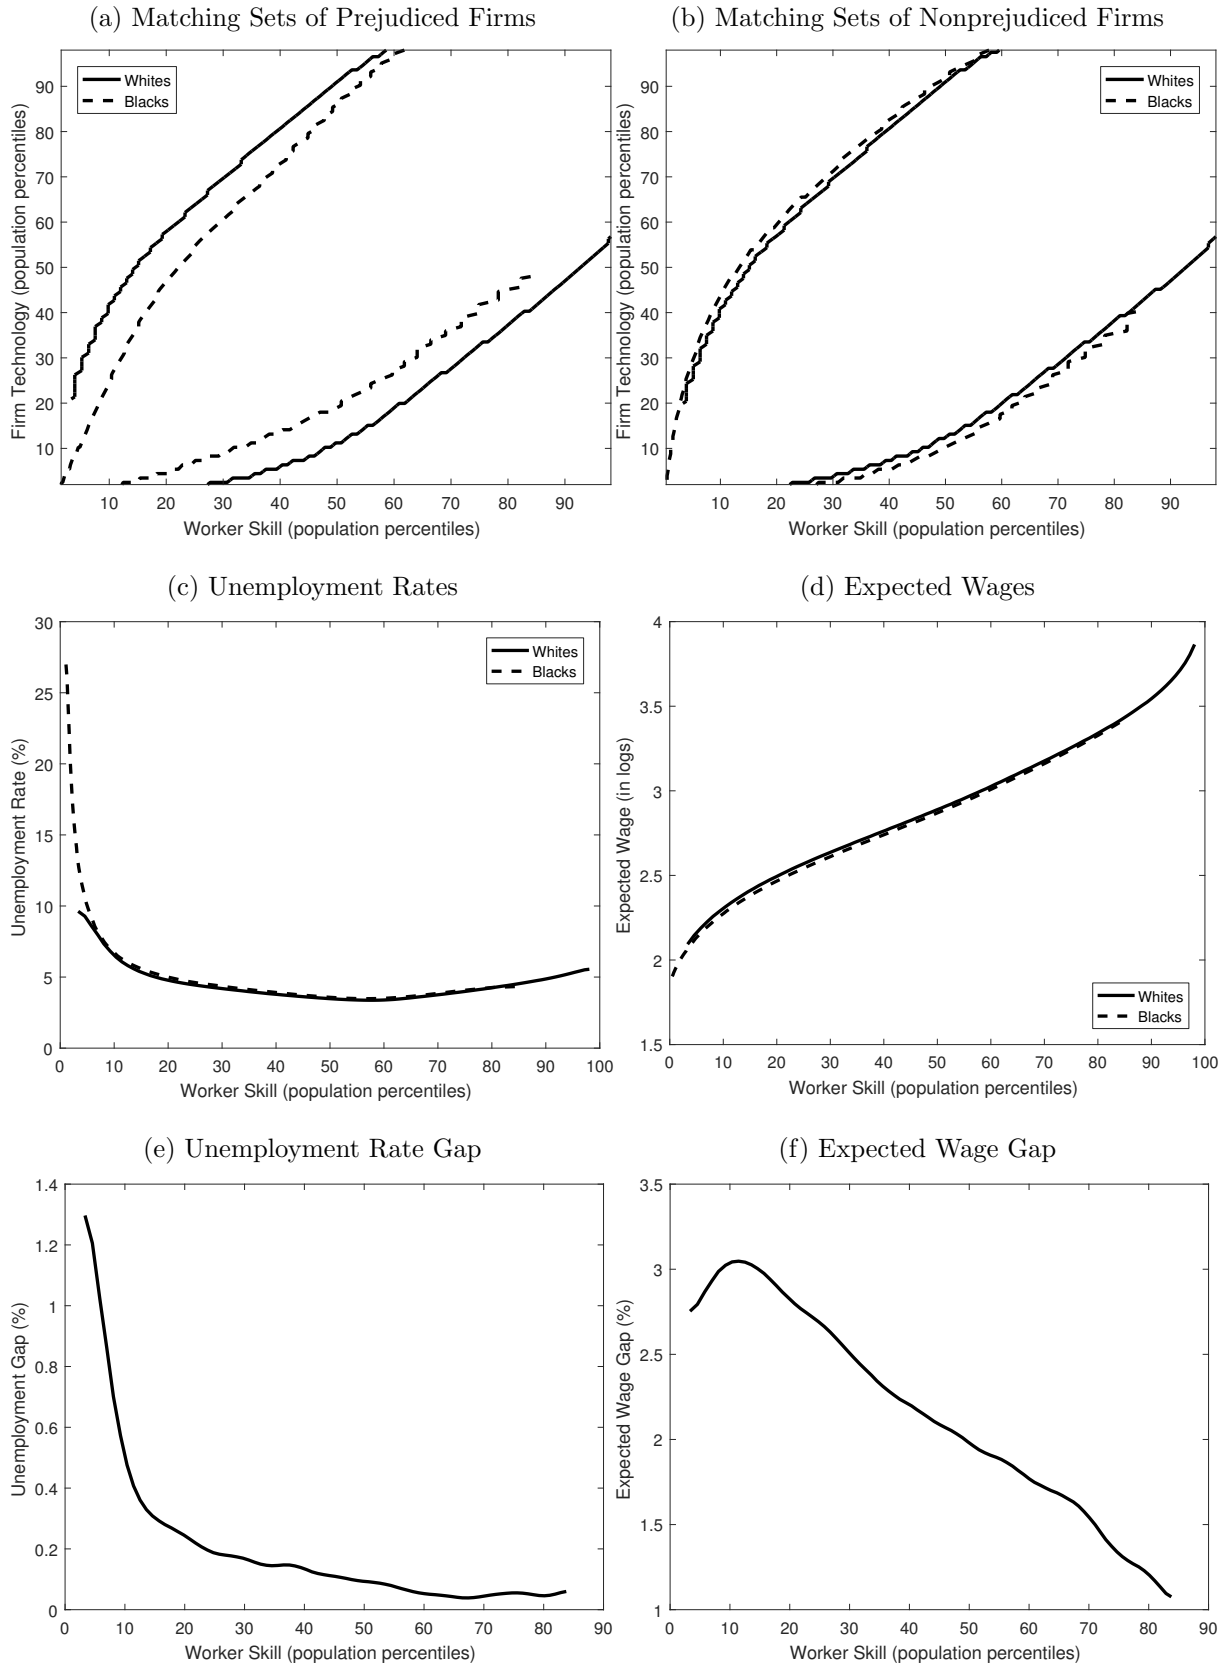 (a) Matching Sets of Prejudiced Firms
Firm Technology (population percentiles)
90
80
70
60
50
40
30
20
10
Whites
Blacks
10 20 30 40 50 60 70 80 90
Worker Skill (population percentiles)
(b) Matching Sets of Nonprejudiced Firms
Firm Technology (population percentiles)
90
80
70
60
50
40
30
20
10
Whites
Blacks
10 20 30 40 50 60 70 80 90
Worker Skill (population percentiles)
(c) Unemployment Rates
Unemployment Rate (%)
30
25
20
15
10
5
0
Whites
Blacks
0 10 20 30 40 50 60 70 80 90 100
Worker Skill (population percentiles)
(d) Expected Wages
Expected Wage (in logs)
4
3.5
3
2.5
2
1.5
Whites
Blacks
0 10 20 30 40 50 60 70 80 90 100
Worker Skill (population percentiles)
(e) Unemployment Rate Gap
Unemployment Gap (%)
1.4
1.2
1
0.8
0.6
0.4
0.2
0
0 10 20 30 40 50 60 70 80 90
Worker Skill (population percentiles)
(f) Expected Wage Gap
Expected Wage Gap (%)
3.5
3
2.5
2
1.5
1
0 10 20 30 40 50 60 70 80 90
Worker Skill (population percentiles)